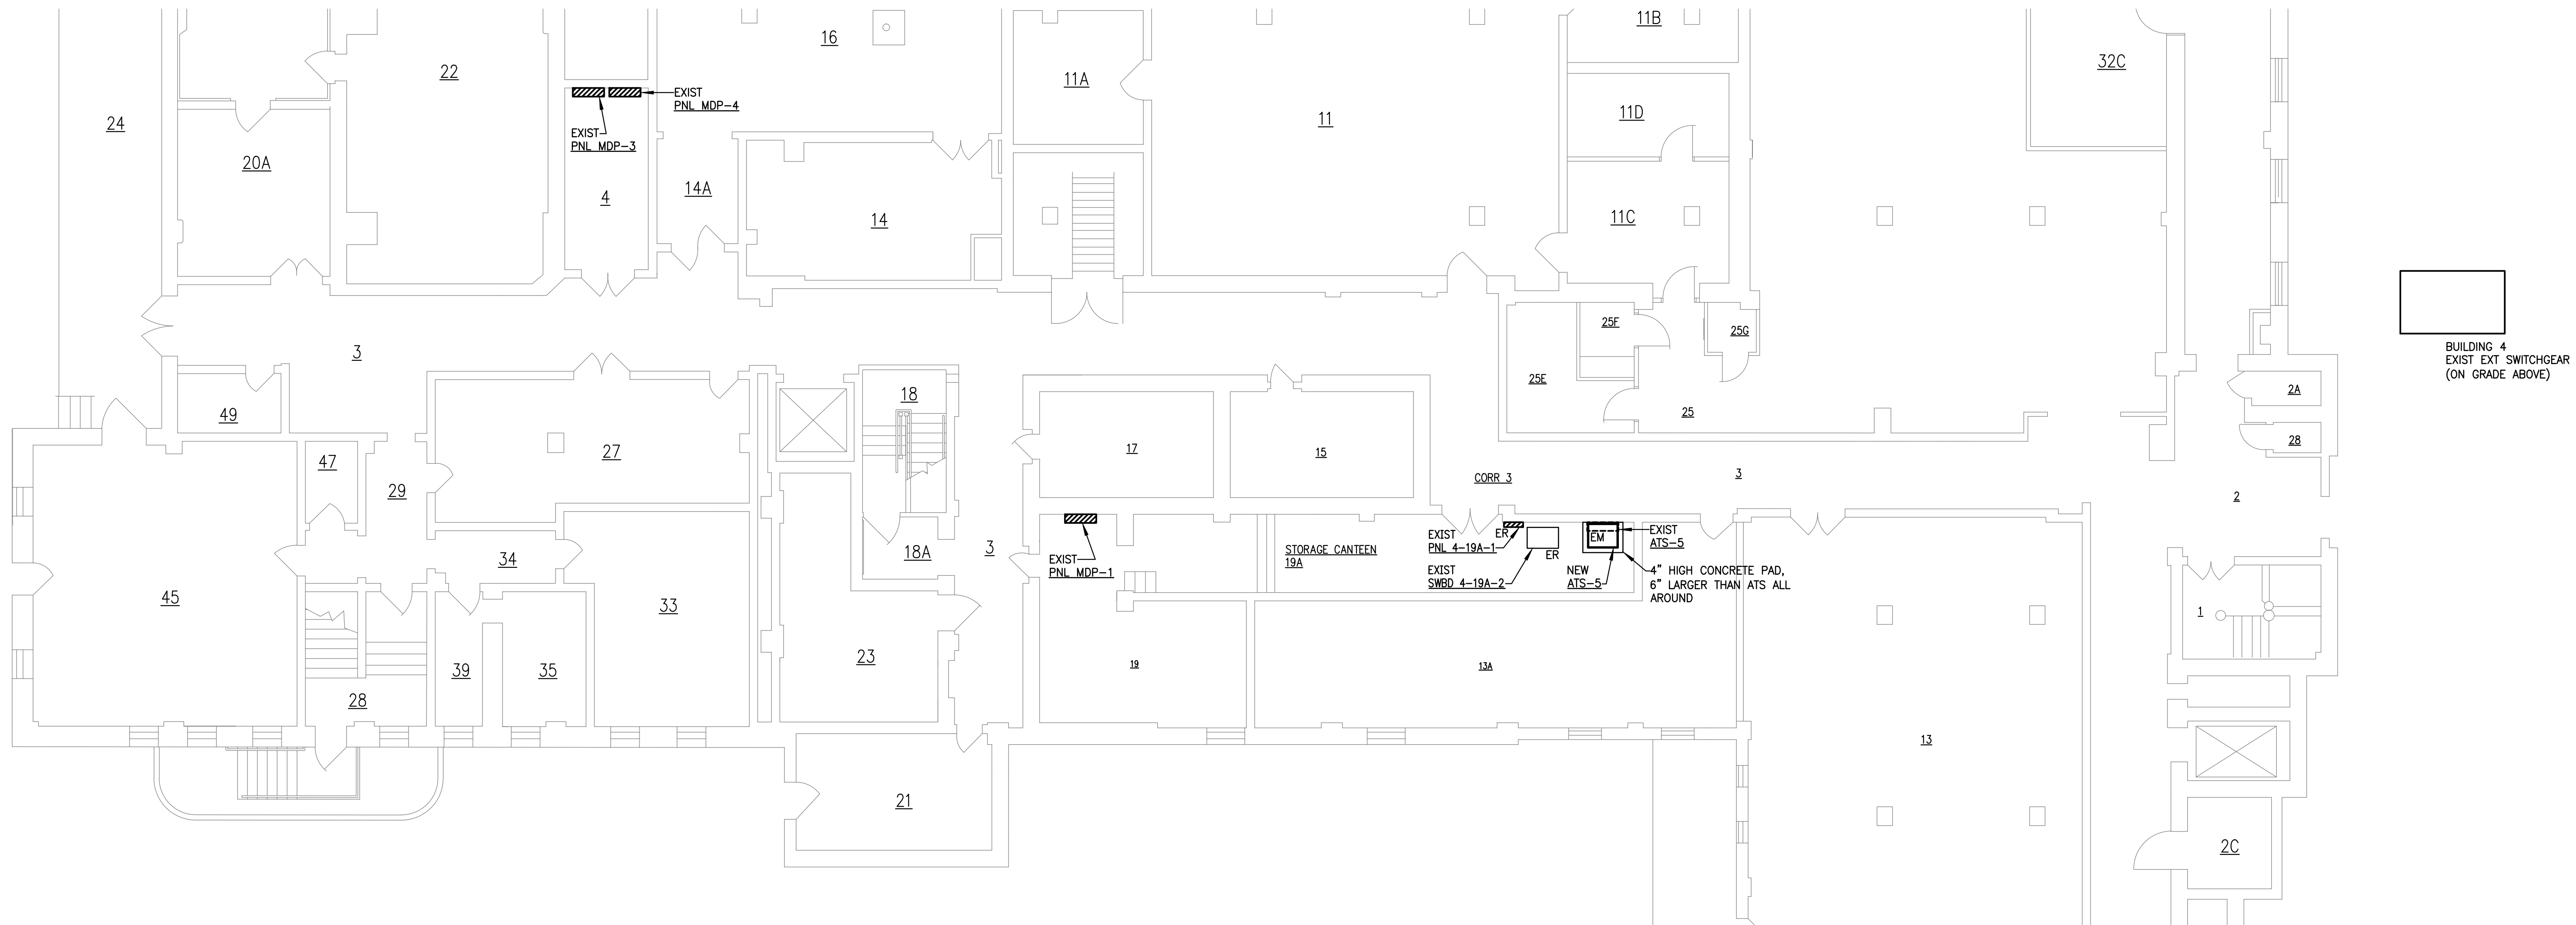 16
11B
22
32C
11A
EXIST
PNL MDP-4
11D
24
11
EXIST
PNL MDP-3
20A
14A
4
14
11C
25F
25G
BUILDING 4
EXIST EXT SWITCHGEAR
(ON GRADE ABOVE)
3
25E
2A
18
49
25
28
27
17
15
47
CORR 3
3
29
2
EXIST
PNL 4-19A-1
ER
EM
EXIST
ATS-5
3
18A
STORAGE CANTEEN
19A
ER
34
EXIST
PNL MDP-1
EXIST
SWBD 4-19A-2
NEW
ATS-5
4" HIGH CONCRETE PAD,
6" LARGER THAN ATS ALL
AROUND
45
33
1
23
19
13A
39
35
28
13
21
2C